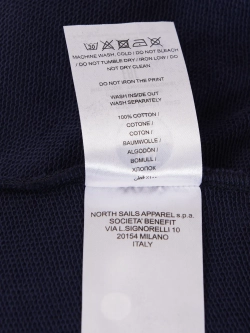 MACHINE WASH, COLD / DO NOT BLEACH
/ DO NOT TUMBLE DRY / IRON LOW / DO
NOT DRY CLEAN
DO NOT IRON THE PRINT
WASH INSIDE OUT
WASH SEPARATELY
100% COTTON /
COTONE /
COTON /
BAUMWOLLE /
ALGODÓN /
BOMULL /
ХЛОПОК
NORTH SAILS APPAREL s.p.a.
SOCIETA' BENEFIT
VIA L.SIGNORELLI 10
20154 MILANO
ITALY